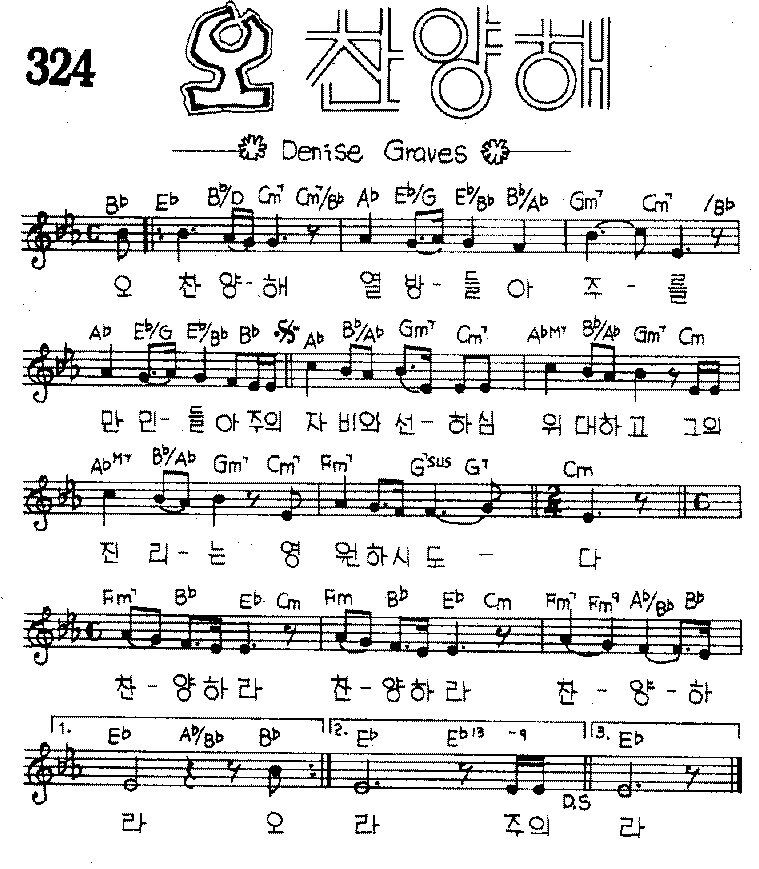 324
오 찬양해
Denise Graves
B♭ E♭ B♭/D Cm7 Cm7/B♭ A♭ E♭/G E♭/B♭ B♭/A♭ Gm7 Cm7 /B♭
오 찬 양-해 열 방-들 아 주-를
A♭ E♭/G E♭/B♭ B♭ A♭ B♭/A♭ Gm7 Cm7 A♭M7 B♭/A♭ Gm7 Cm
만 민-들 아 주의 자 비와 선-하심 위 대하고 그의
A♭M7 B♭/A♭ Gm7 Cm7 Fm7 G7sus G7 Cm
C 2/4 C
진 리-는 영 원하시 도 - 다
Fm7 B♭ E♭ Cm Fm B♭ E♭ Cm Fm7 Fm9 A♭/B♭ B♭
찬-양하 라 찬-양하 라 찬-양-하
1. 2. 3.
E♭ A♭/B♭ B♭ E♭ E♭13 -9 E♭
D.S
라 오 라 주의 라